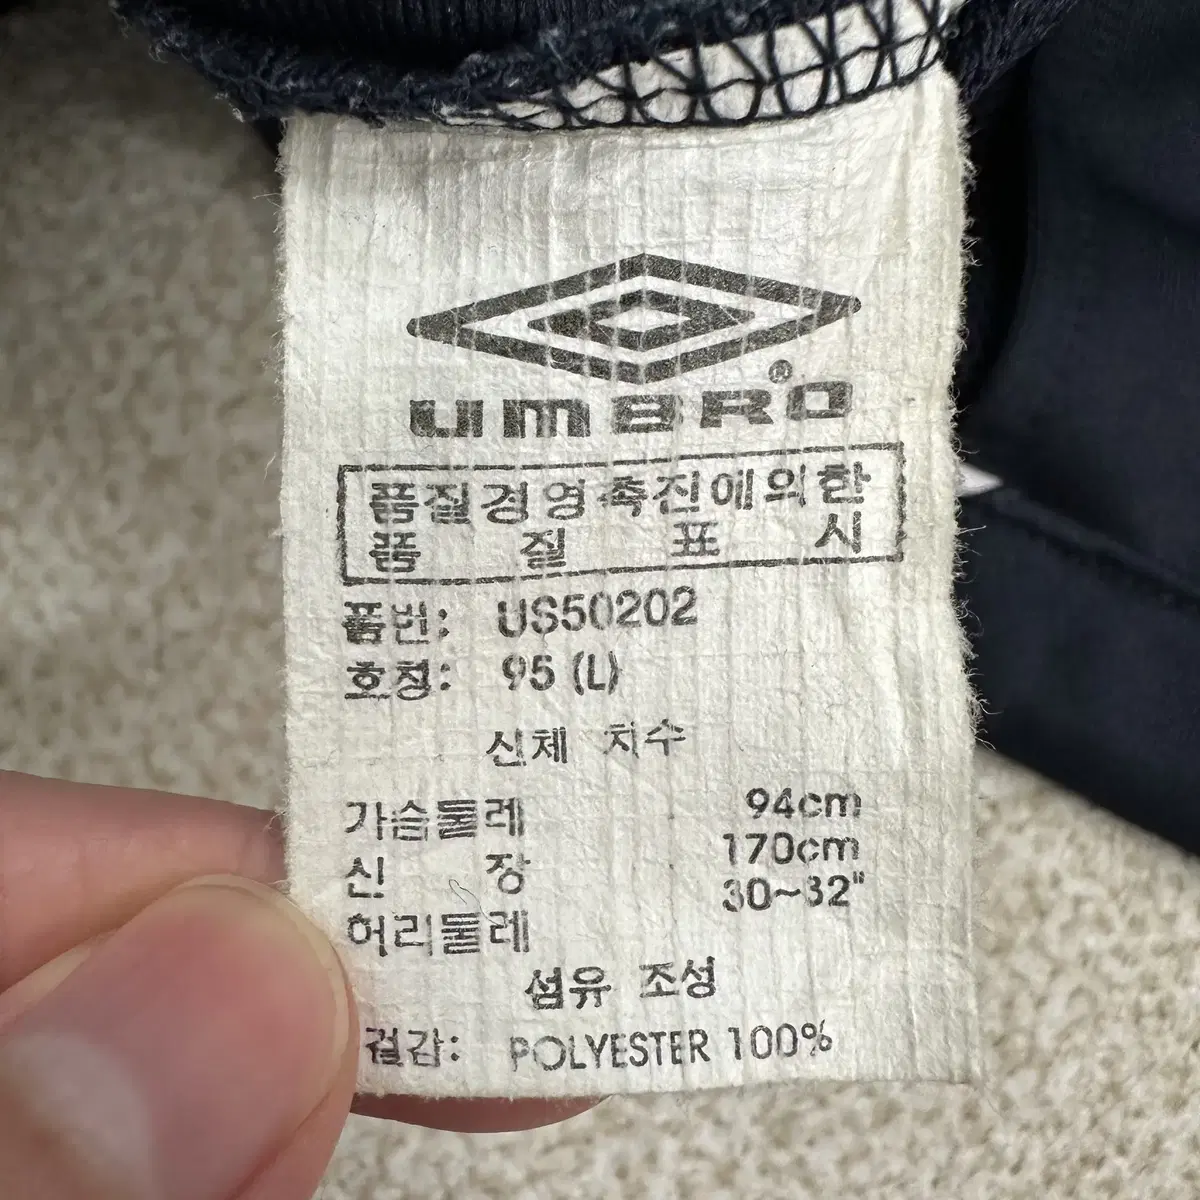 UMBRO®
품질경영촉진에의한
품 질 표 시
품번: US50202
호칭: 95 (L)
신체 치수
가슴둘레 94cm
신 장 170cm
허리둘레 30~32"
섬유 조성
겉감: POLYESTER 100%